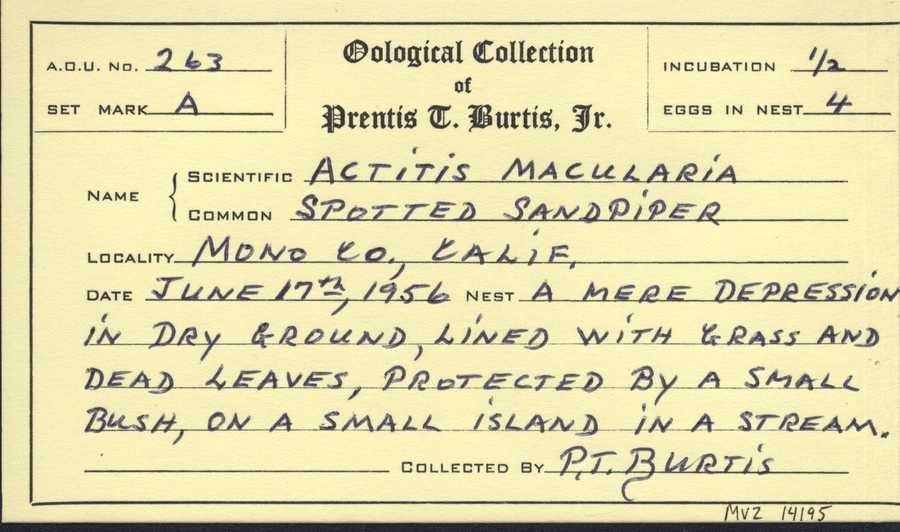 A.O.U. No. 263
SET MARK A
Oological Collection
of
Prentis T. Burtis, Jr.
INCUBATION 1/2
EGGS IN NEST 4
NAME
SCIENTIFIC ACTITIS MACULARIA
COMMON SPOTTED SANDPIPER
LOCALITY MONO CO., CALIF.
DATE JUNE 17th, 1956 NEST A MERE DEPRESSION
IN DRY GROUND, LINED WITH GRASS AND
DEAD LEAVES, PROTECTED BY A SMALL
BUSH, ON A SMALL ISLAND IN A STREAM.
COLLECTED BY P.T. BURTIS
MVZ 14195